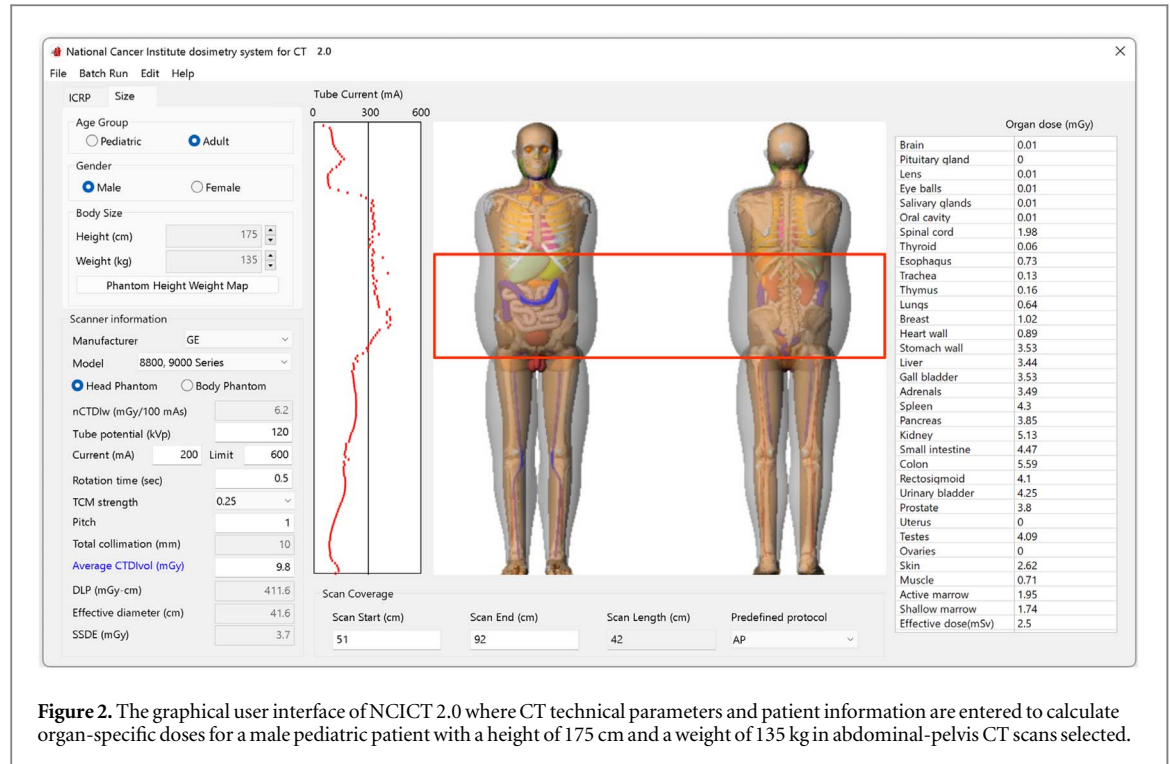 National Cancer Institute dosimetry system for CT 2.0
File Batch Run Edit Help
ICRP Size
Age Group
Pediatric Adult
Gender
Male Female
Body Size
Height (cm) 175
Weight (kg) 135
Phantom Height Weight Map
Scanner information
Manufacturer GE
Model 8800, 9000 Series
Head Phantom Body Phantom
nCTDIw (mGy/100 mAs) 6.2
Tube potential (kVp) 120
Current (mA) 200 Limit 600
Rotation time (sec) 0.5
TCM strength 0.25
Pitch 1
Total collimation (mm) 10
Average CTDIvol (mGy) 9.8
DLP (mGy-cm) 411.6
Effective diameter (cm) 41.6
SSDE (mGy) 3.7
Tube Current (mA)
0 300 600
Scan Coverage
Scan Start (cm) Scan End (cm) Scan Length (cm) Predefined protocol
51 92 42 AP
Organ dose (mGy)
Brain 0.01
Pituitary gland 0
Lens 0.01
Eye balls 0.01
Salivary glands 0.01
Oral cavity 0.01
Spinal cord 1.98
Thyroid 0.06
Esophagus 0.73
Trachea 0.13
Thymus 0.16
Lungs 0.64
Breast 1.02
Heart wall 0.89
Stomach wall 3.53
Liver 3.44
Gall bladder 3.53
Adrenals 3.49
Spleen 4.3
Pancreas 3.85
Kidney 5.13
Small intestine 4.47
Colon 5.59
Rectosigmoid 4.1
Urinary bladder 4.25
Prostate 3.8
Uterus 0
Testes 4.09
Ovaries 0
Skin 2.62
Muscle 0.71
Active marrow 1.95
Shallow marrow 1.74
Effective dose(mSv) 2.5
Figure 2. The graphical user interface of NCICT 2.0 where CT technical parameters and patient information are entered to calculate
organ-specific doses for a male pediatric patient with a height of 175 cm and a weight of 135 kg in abdominal-pelvis CT scans selected.